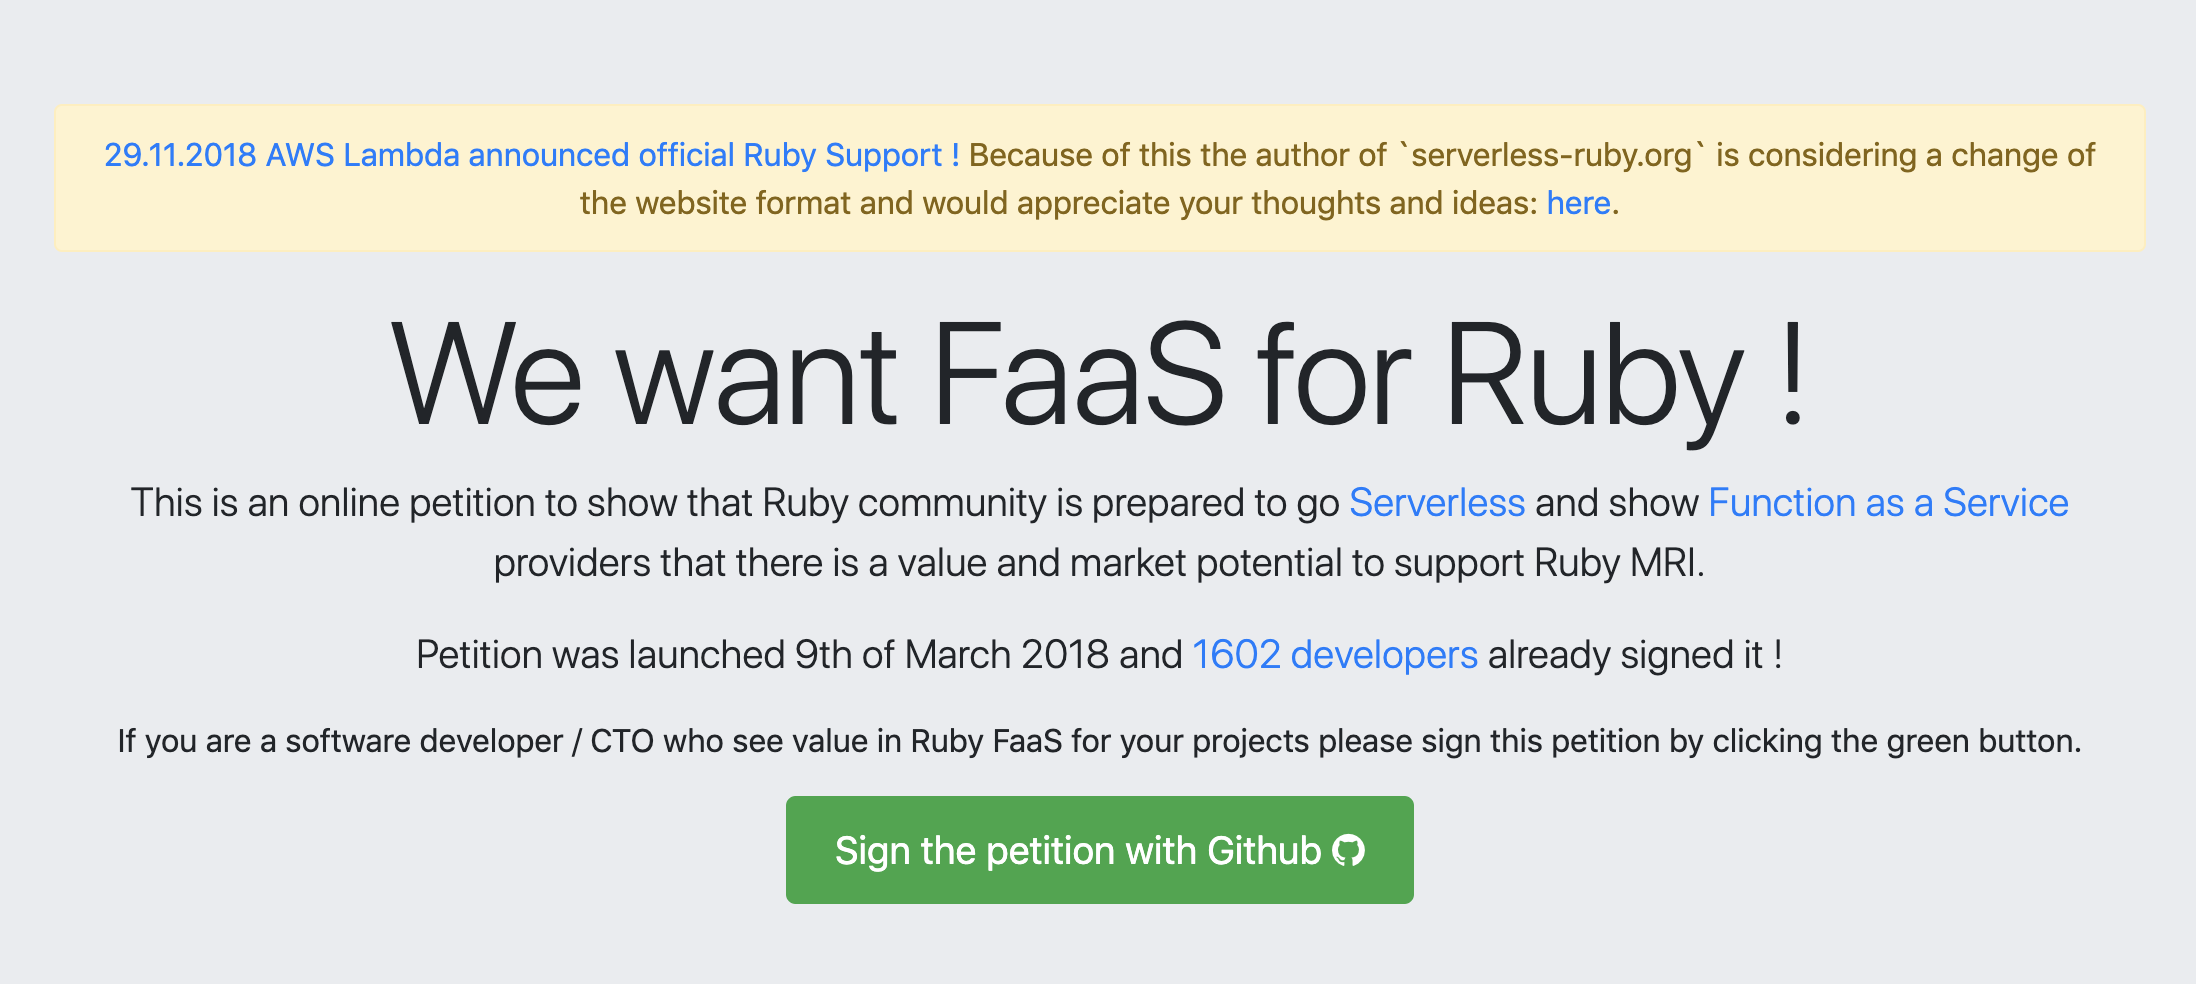 29.11.2018 AWS Lambda announced official Ruby Support ! Because of this the author of `serverless-ruby.org` is considering a change of
the website format and would appreciate your thoughts and ideas: here.
We want FaaS for Ruby !
This is an online petition to show that Ruby community is prepared to go Serverless and show Function as a Service
providers that there is a value and market potential to support Ruby MRI.
Petition was launched 9th of March 2018 and 1602 developers already signed it !
If you are a software developer / CTO who see value in Ruby FaaS for your projects please sign this petition by clicking the green button.
Sign the petition with Github